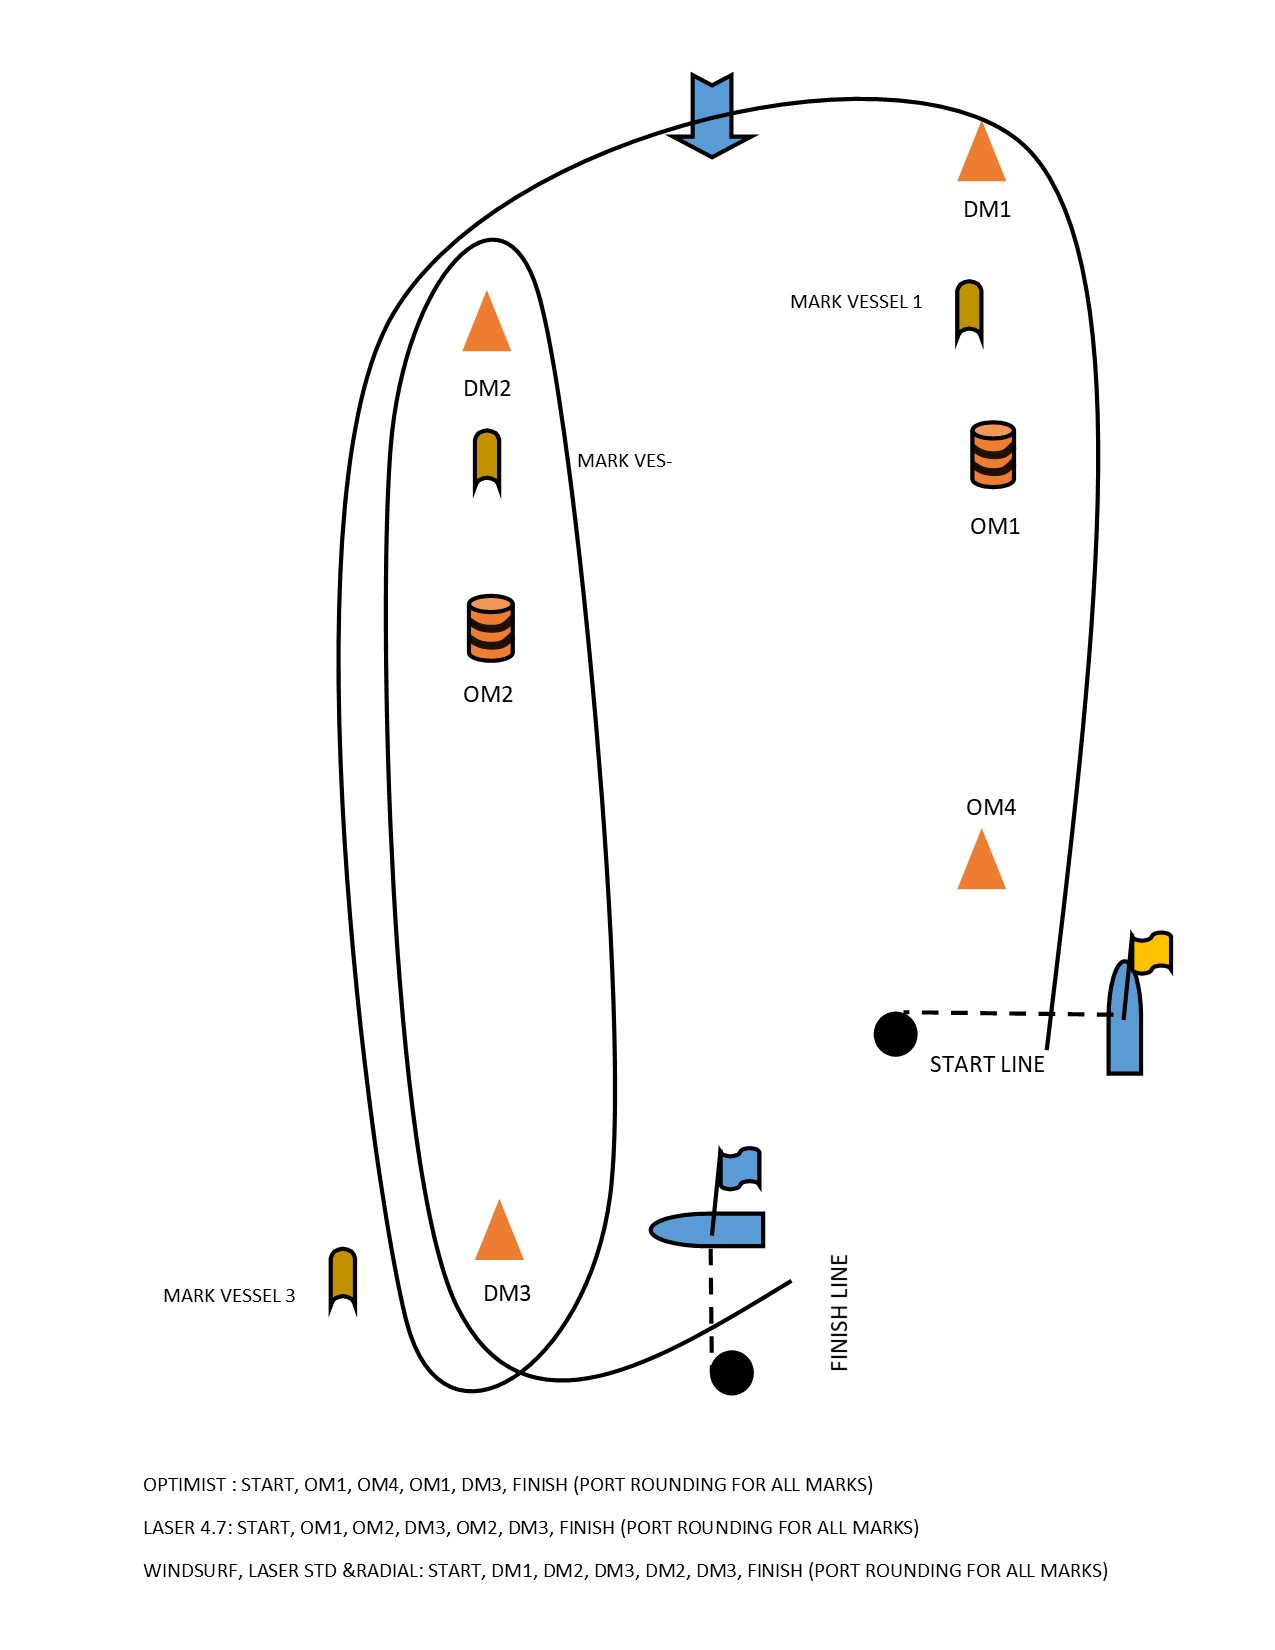 DM1
MARK VESSEL 1
DM2
MARK VES-
OM1
OM2
OM4
START LINE
FINISH LINE
DM3
MARK VESSEL 3
OPTIMIST : START, OM1, OM4, OM1, DM3, FINISH (PORT ROUNDING FOR ALL MARKS)
LASER 4.7: START, OM1, OM2, DM3, OM2, DM3, FINISH (PORT ROUNDING FOR ALL MARKS)
WINDSURF, LASER STD &RADIAL: START, DM1, DM2, DM3, DM2, DM3, FINISH (PORT ROUNDING FOR ALL MARKS)